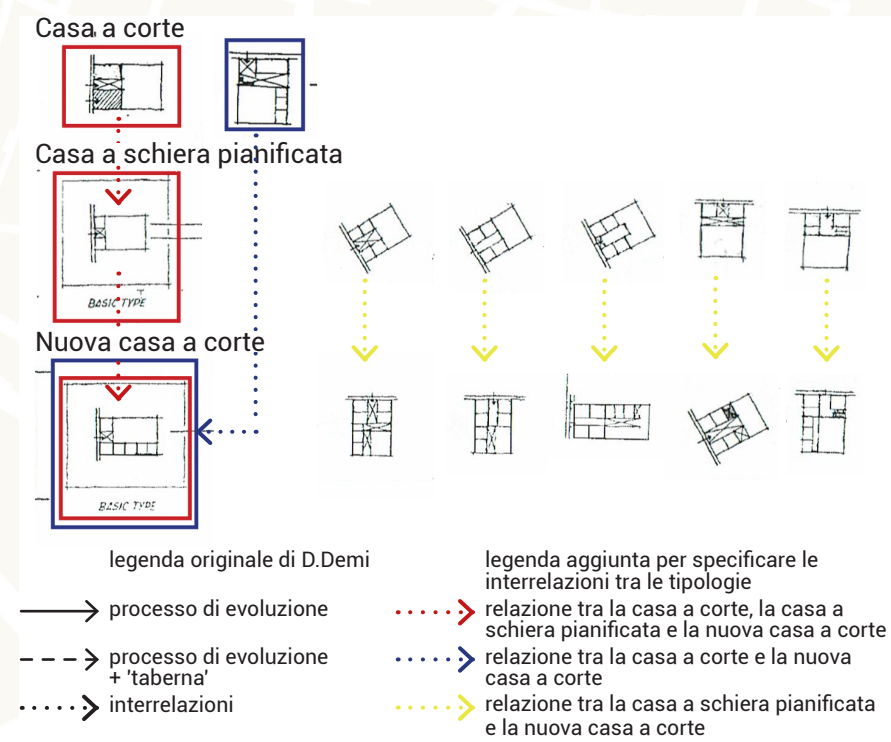 Casa a corte
Casa a schiera pianificata
BASIC TYPE
Nuova casa a corte
BASIC TYPE
legenda originale di D.Demi
processo di evoluzione
processo di evoluzione
+ 'taberna'
interrelazioni
legenda aggiunta per specificare le
interrelazioni tra le tipologie
relazione tra la casa a corte, la casa a
schiera pianificata e la nuova casa a corte
relazione tra la casa a corte e la nuova
casa a corte
relazione tra la casa a schiera pianificata
e la nuova casa a corte